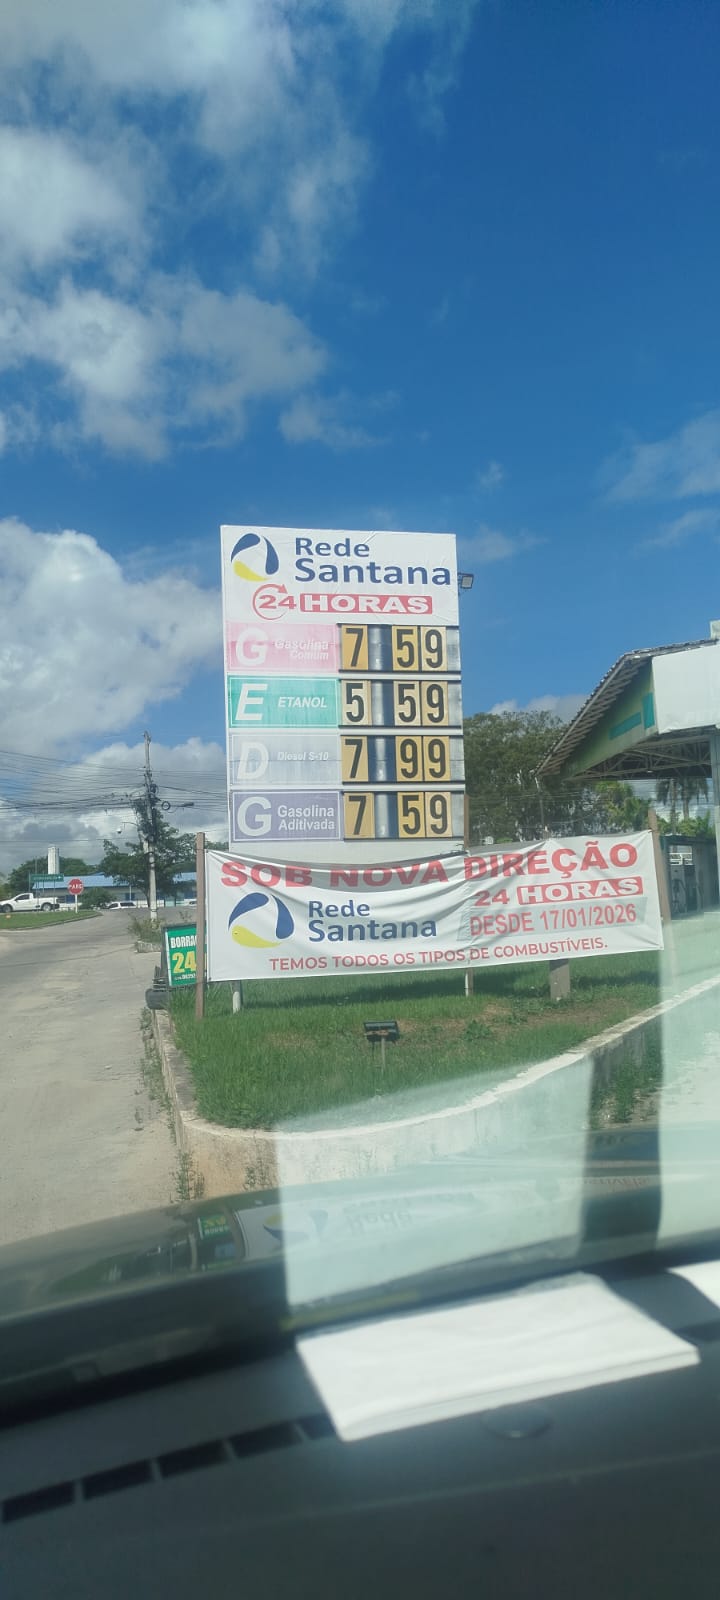 Rede
Santana
24 HORAS
G Gasolina Comum 7 59
E ETANOL 5 59
D Diesel S-10 7 99
G Gasolina Aditivada 7 59
SOB NOVA DIREÇÃO
Rede
Santana
24 HORAS
DESDE 17/01/2026
TEMOS TODOS OS TIPOS DE COMBUSTÍVEIS.
PARE
24